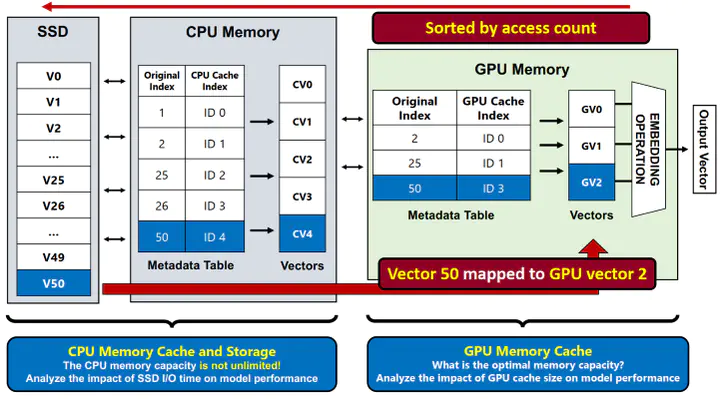 Sorted by access count
SSD
V0
V1
V2
...
V25
V26
...
V49
V50
CPU Memory
Original Index CPU Cache Index
1 ID 0
2 ID 1
25 ID 2
26 ID 3
50 ID 4
Metadata Table
CV0
CV1
CV2
CV3
CV4
Vectors
GPU Memory
Original Index GPU Cache Index
2 ID 0
25 ID 1
50 ID 3
Metadata Table
GV0
GV1
GV2
Vectors
EMBEDDING
OPERATION
Output Vector
Vector 50 mapped to GPU vector 2
CPU Memory Cache and Storage
The CPU memory capacity is not unlimited!
Analyze the impact of SSD I/O time on model performance
GPU Memory Cache
What is the optimal memory capacity?
Analyze the impact of GPU cache size on model performance